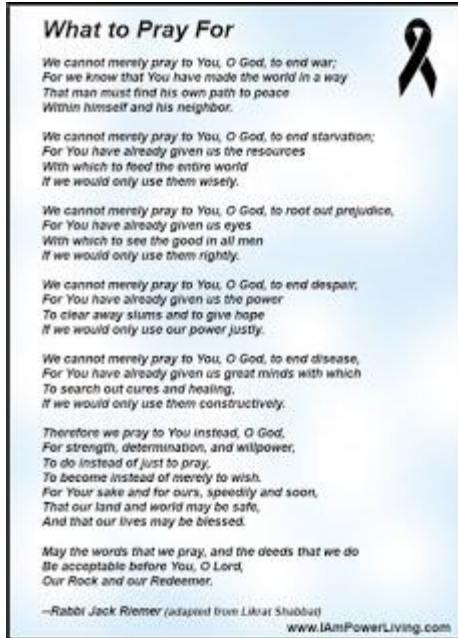 What to Pray For
We cannot merely pray to You, O God, to end war;
For we know that You have made the world in a way
That man must find his own path to peace
Within himself and his neighbor.
We cannot merely pray to You, O God, to end starvation;
For You have already given us the resources
With which to feed the entire world
If we would only use them wisely.
We cannot merely pray to You, O God, to root out prejudice,
For You have already given us eyes
With which to see the good in all men
If we would only use them rightly.
We cannot merely pray to You, O God, to end despair,
For You have already given us the power
To clear away slums and to give hope
If we would only use our power justly.
We cannot merely pray to You, O God, to end disease,
For You have already given us great minds with which
To search out cures and healing,
If we would only use them constructively.
Therefore we pray to You instead, O God,
For strength, determination, and willpower,
To do instead of just to pray,
To become instead of merely to wish.
For Your sake and for ours, speedily and soon,
That our land and world may be safe,
And that our lives may be blessed.
May the words that we pray, and the deeds that we do
Be acceptable before You, O Lord,
Our Rock and our Redeemer.
--Rabbi Jack Riemer (adapted from Likrat Shabbat)
www.IAmPowerLiving.com